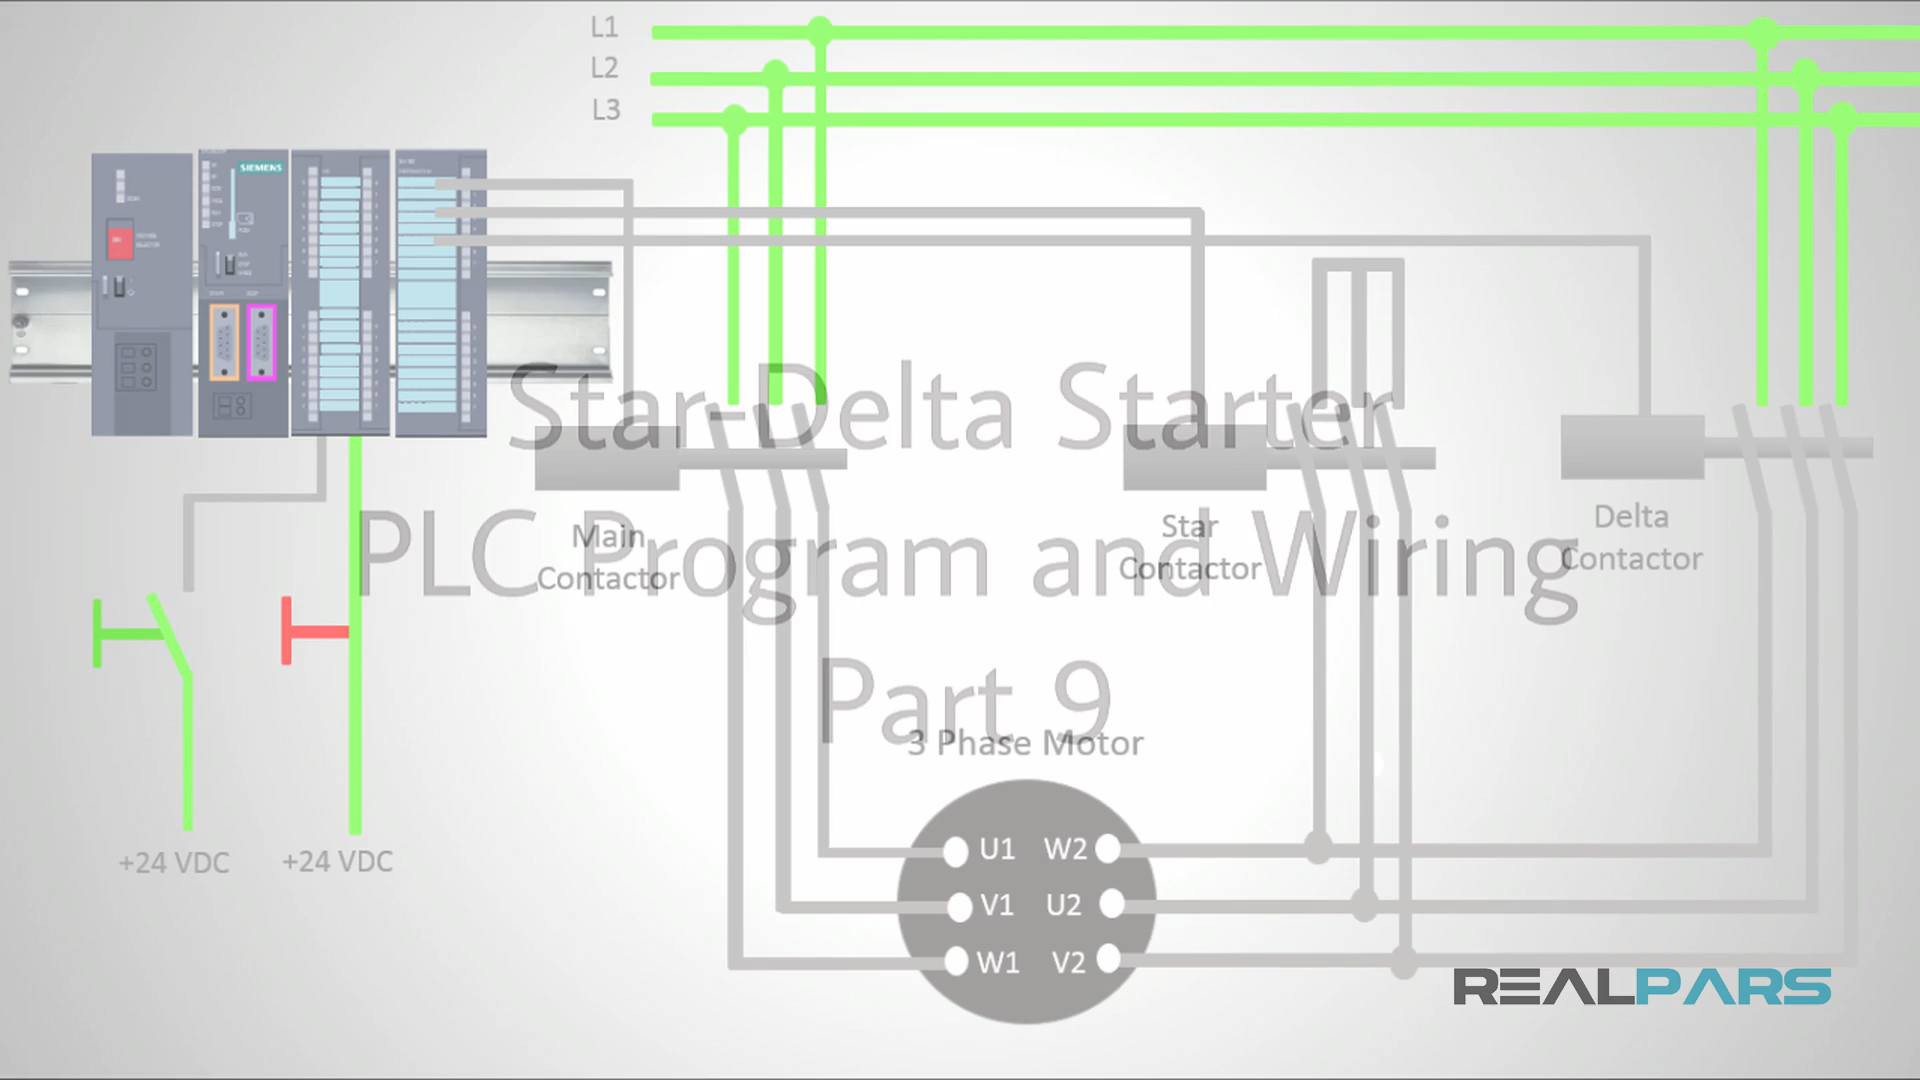 L1
L2
L3
SIEMENS
Star-Delta Starter
PLC Program and Wiring
Part 9
Main
Contactor
Star
Contactor
Delta
Contactor
3 Phase Motor
U1 W2
V1 U2
W1 V2
+24 VDC +24 VDC
REALPARS